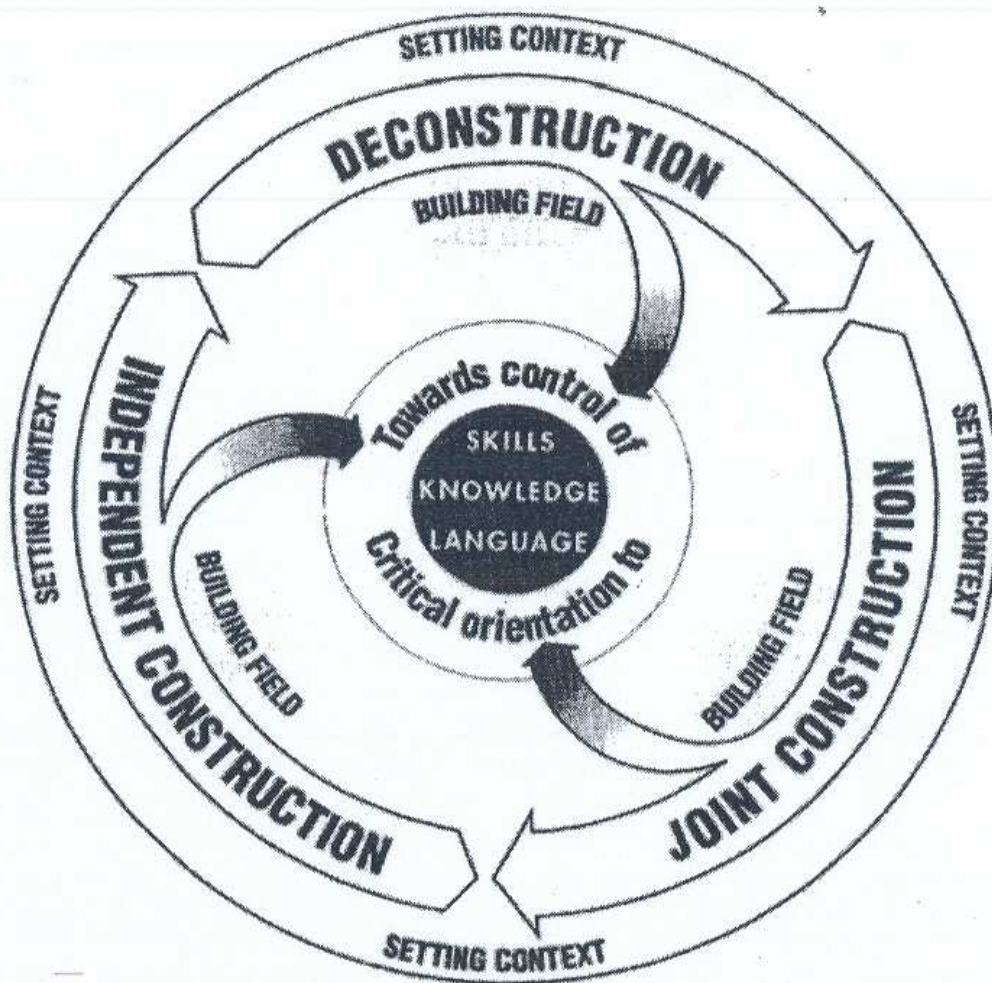 SETTING CONTEXT
DECONSTRUCTION
BUILDING FIELD
SETTING CONTEXT
JOINT CONSTRUCTION
BUILDING FIELD
SETTING CONTEXT
INDEPENDENT CONSTRUCTION
BUILDING FIELD
SETTING CONTEXT
Towards control of
SKILLS
KNOWLEDGE
LANGUAGE
Critical orientation to